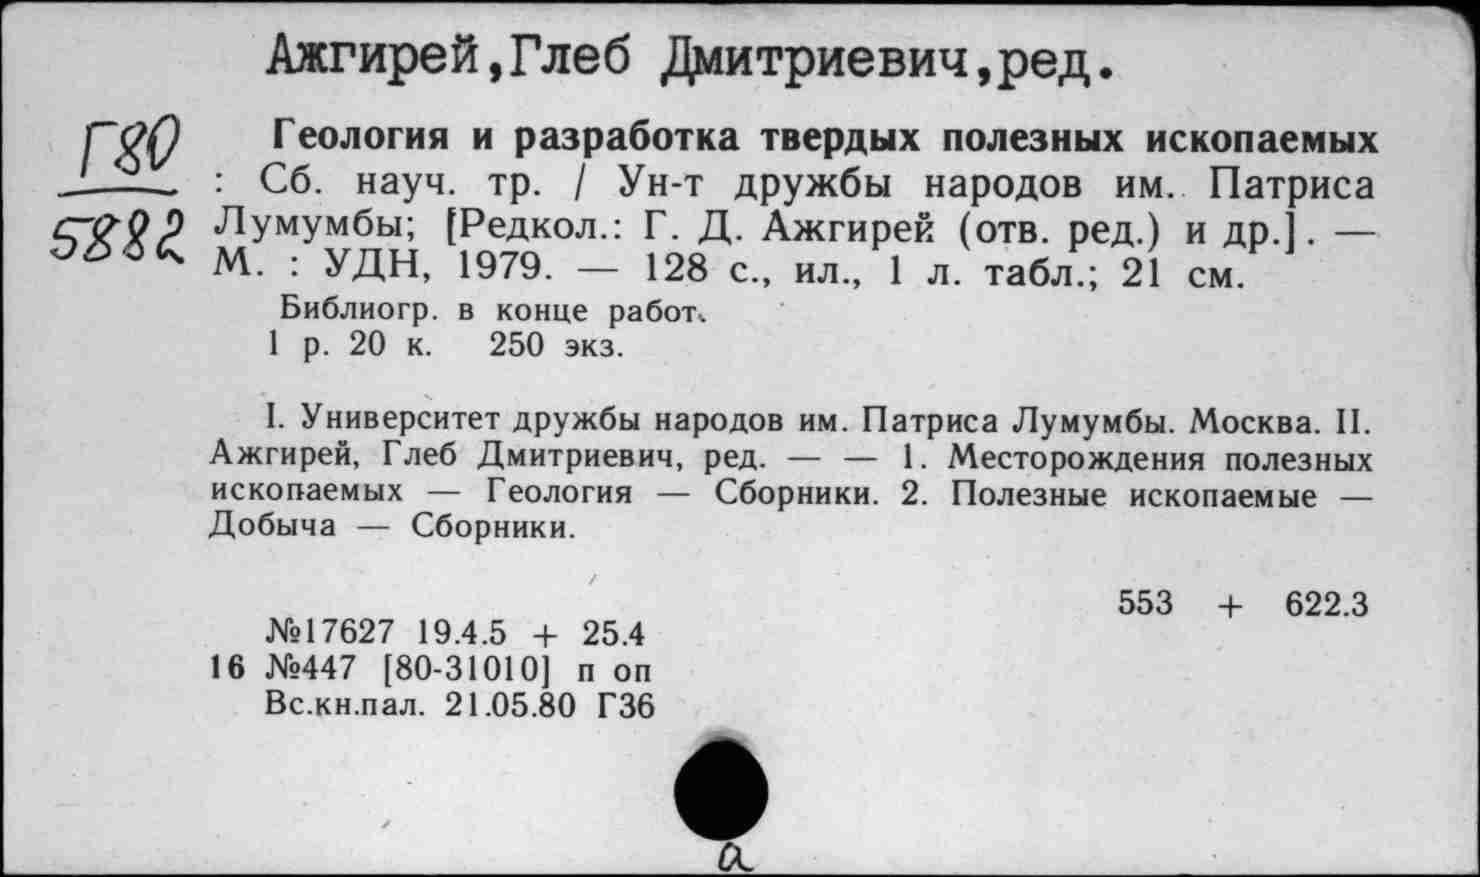 Ажгирей,Глеб Дмитриевич,ред.
Г80
5882
Геология и разработка твердых полезных ископаемых
: Сб. науч. тр. / Ун-т дружбы народов им. Патриса
Лумумбы; [Редкол.: Г. Д. Ажгирей (отв. ред.) и др.]. —
М. : УДН, 1979. — 128 с., ил., 1 л. табл.; 21 см.
Библиогр. в конце работ.
1 р. 20 к. 250 экз.
I. Университет дружбы народов им. Патриса Лумумбы. Москва. II.
Ажгирей, Глеб Дмитриевич, ред. — — 1. Месторождения полезных
ископаемых — Геология — Сборники. 2. Полезные ископаемые —
Добыча — Сборники.
553 + 622.3
№17627 19.4.5 + 25.4
16 №447 [80-31010] п оп
Вс.кн.пал. 21.05.80 Г36
а